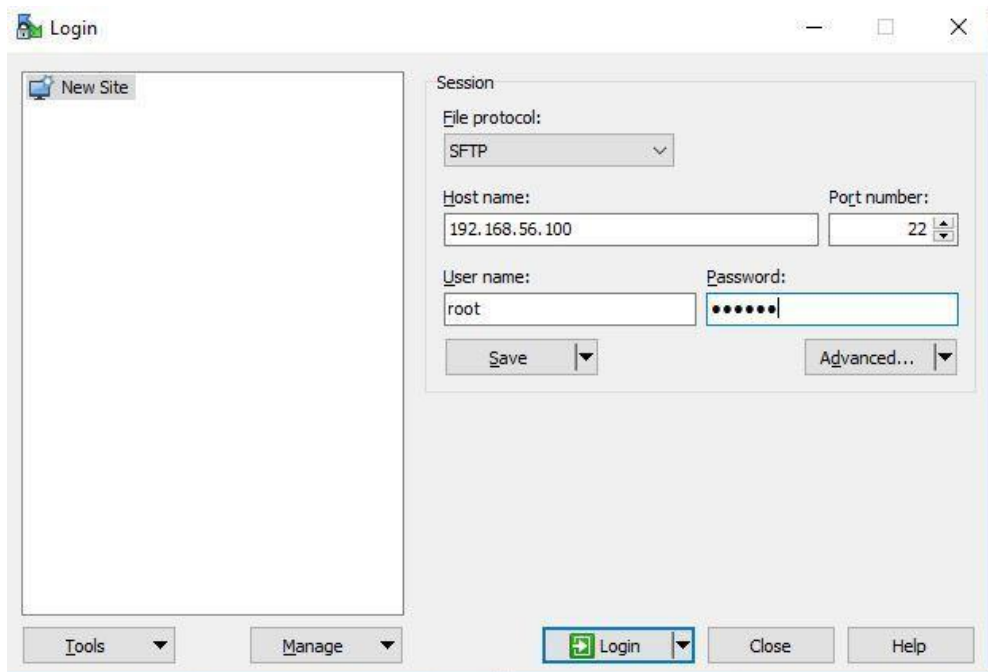 Login
New Site
Session
File protocol:
SFTP
Host name:
Port number:
192.168.56.100
22
User name:
Password:
root
••••••
Save
Advanced...
Tools
Manage
Login
Close
Help